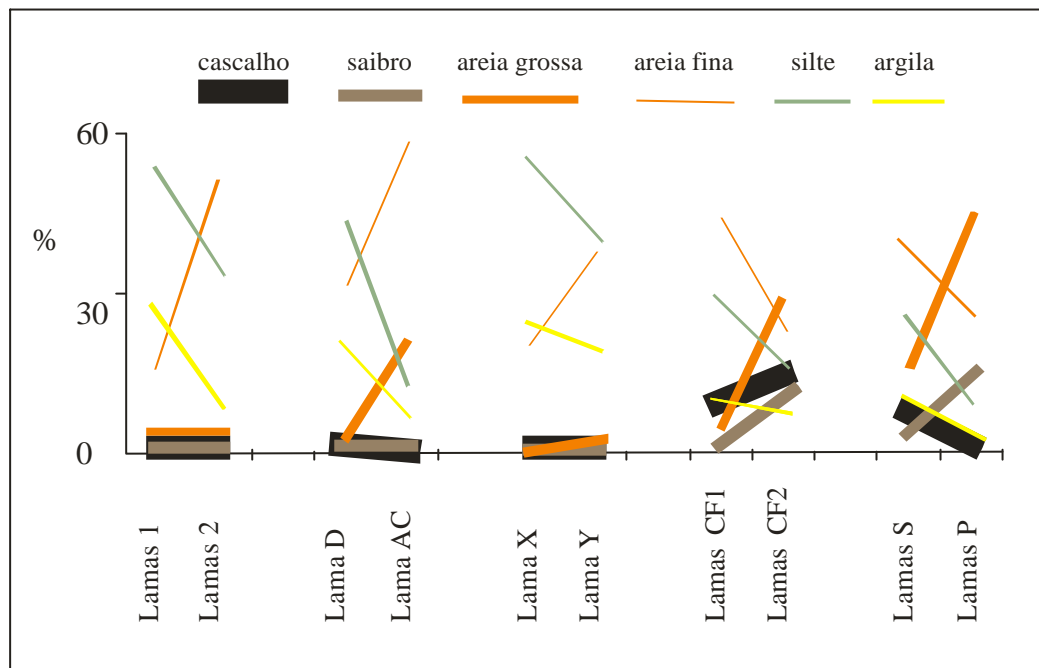 cascalho saibro areia grossa areia fina silte argila
60
%
30
0
Lamas 1
Lamas 2
Lama D
Lama AC
Lama X
Lama Y
Lamas CF1
Lamas CF2
Lamas S
Lamas P